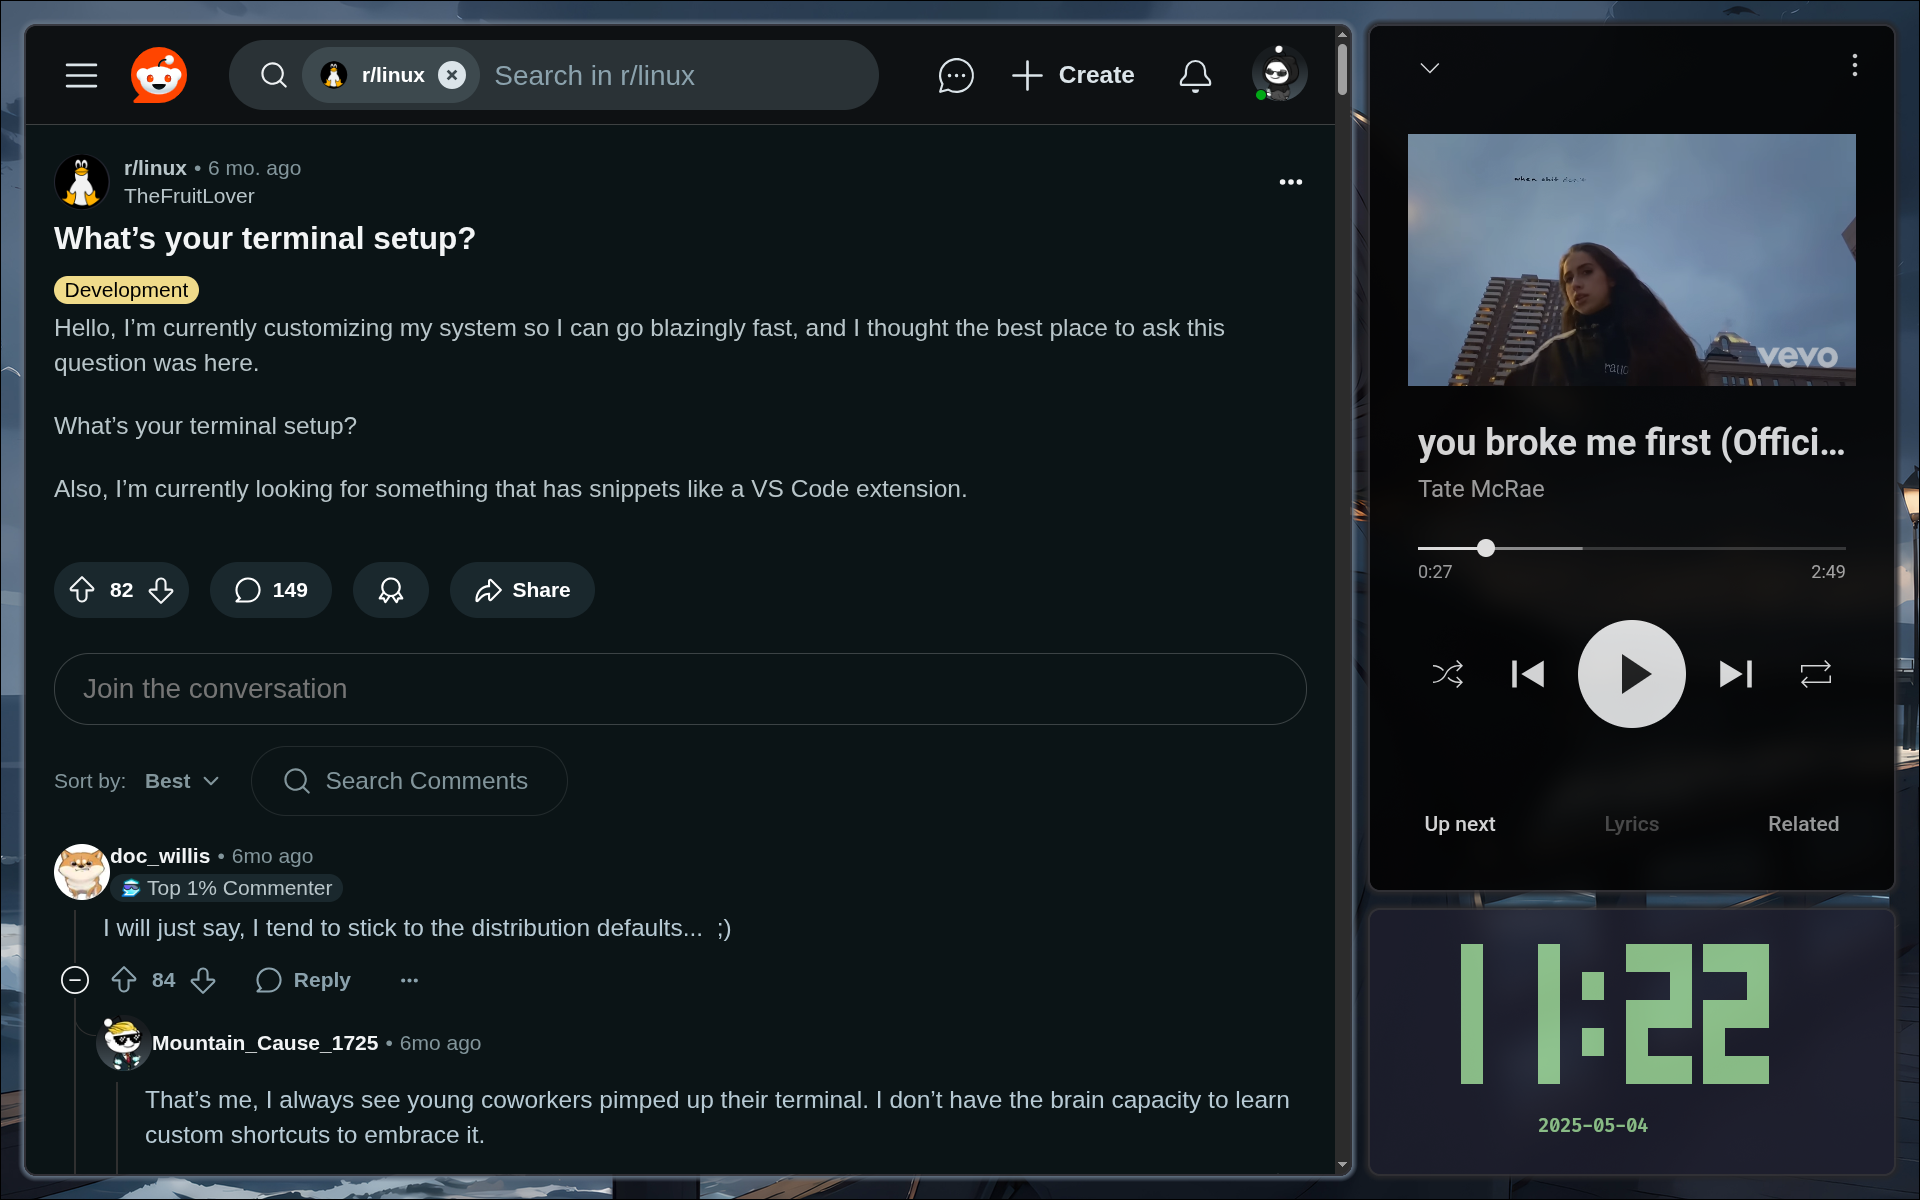 r/linux
Search in r/linux
Create
r/linux • 6 mo. ago
TheFruitLover
What’s your terminal setup?
Development
Hello, I’m currently customizing my system so I can go blazingly fast, and I thought the best place to ask this
question was here.
What’s your terminal setup?
Also, I’m currently looking for something that has snippets like a VS Code extension.
82
149
Share
Join the conversation
Sort by: Best
Search Comments
doc_willis • 6mo ago
Top 1% Commenter
I will just say, I tend to stick to the distribution defaults... ;)
84
Reply
Mountain_Cause_1725 • 6mo ago
That’s me, I always see young coworkers pimped up their terminal. I don’t have the brain capacity to learn
custom shortcuts to embrace it.
when shit don't
vevo
you broke me first (Offici...
Tate McRae
0:27
2:49
Up next
Lyrics
Related
11:22
2025-05-04